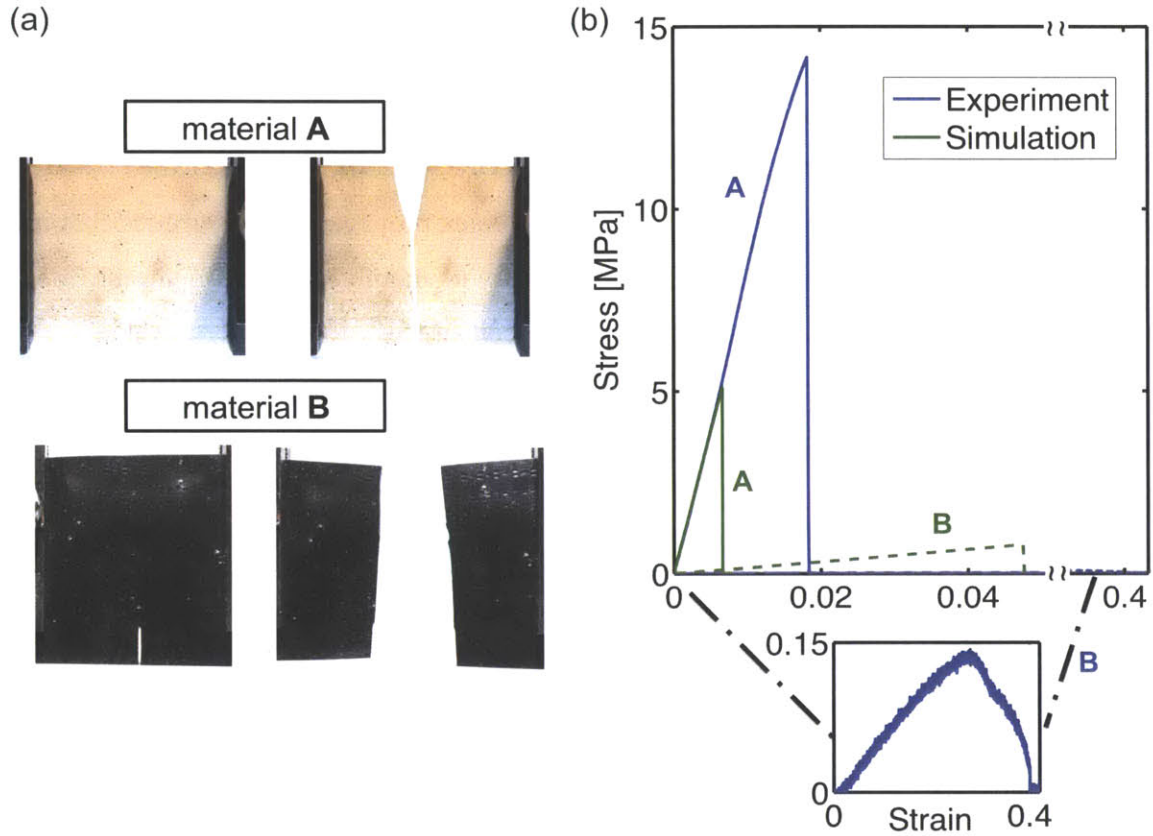 (a)
material A
material B
(b)
Stress [MPa]
15
10
5
0
Experiment
Simulation
A
A
B
0
0.02
0.04
0.4
B
0.15
0
0
Strain
0.4